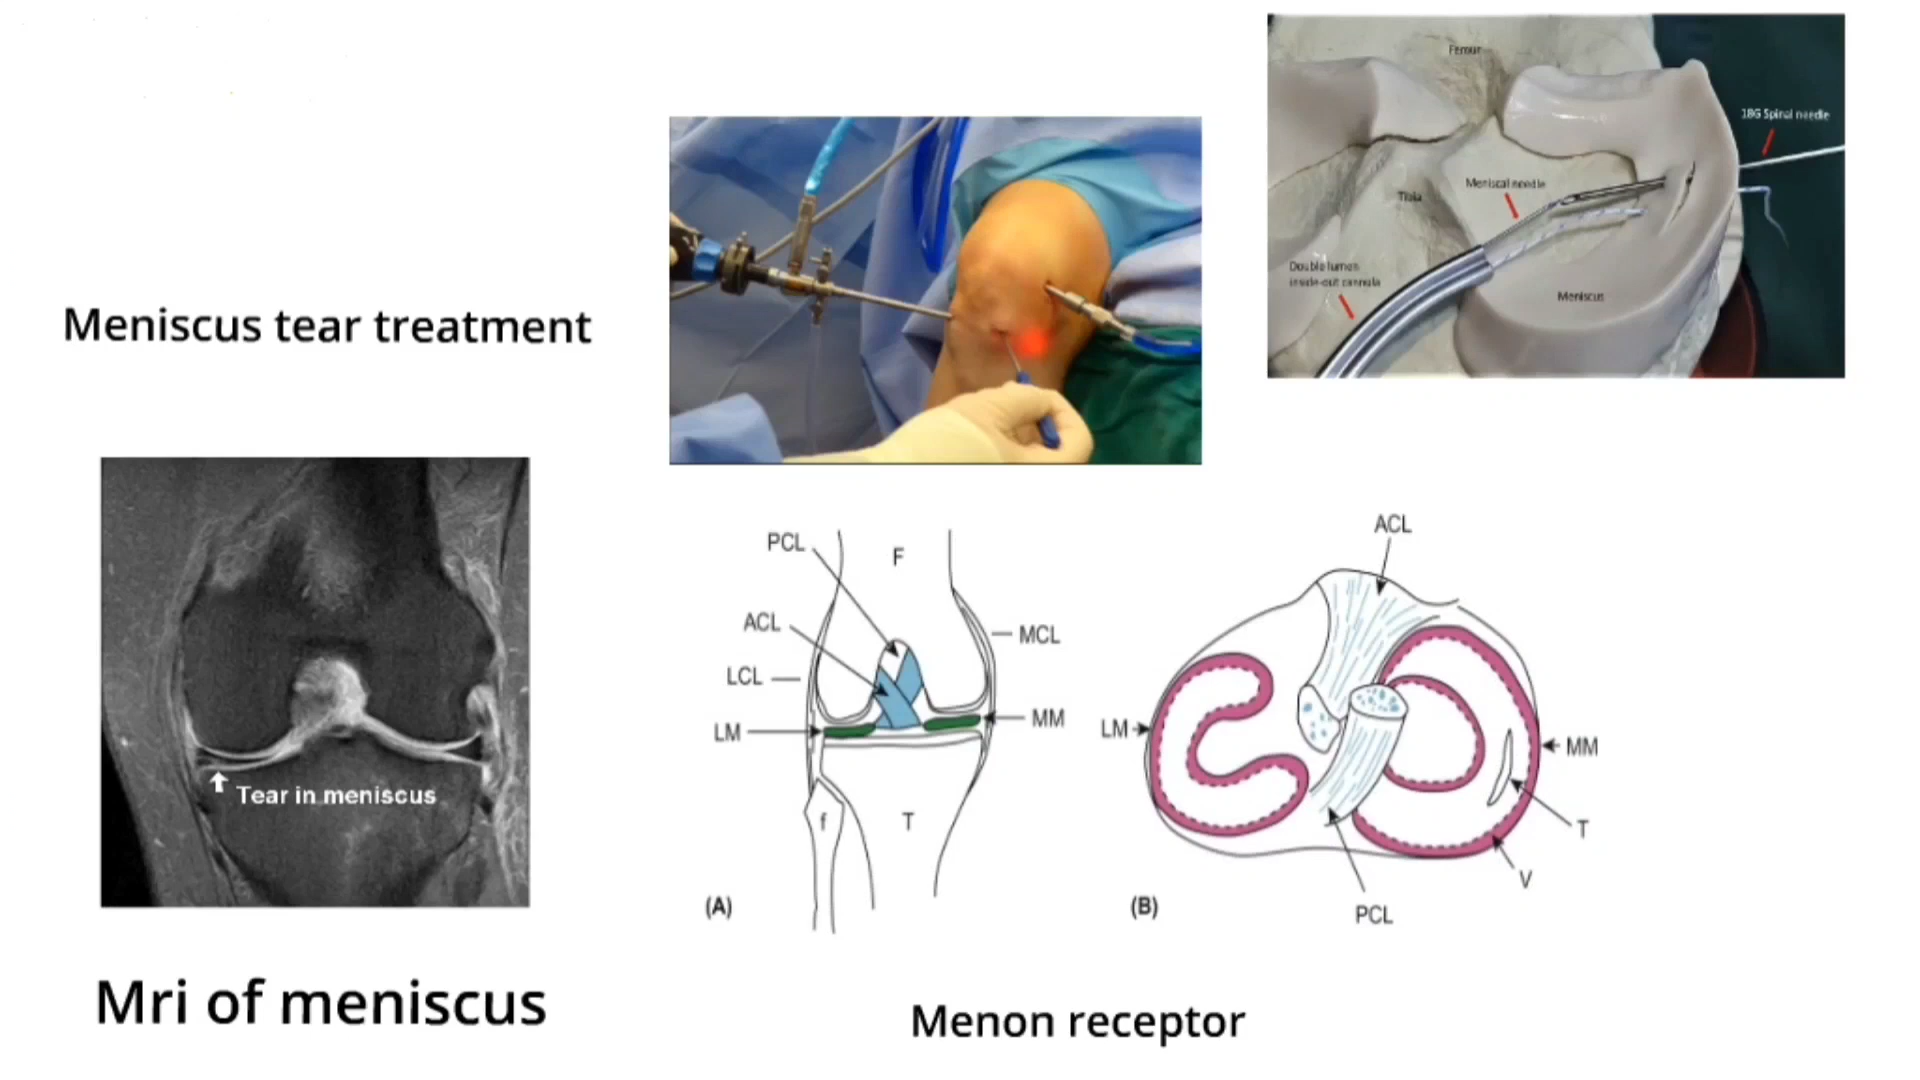 Femur
18G Spinal needle
Meniscal needle
Tibia
Double lumen
inside-out cannula
Meniscus
Meniscus tear treatment
Tear in meniscus
Mri of meniscus
PCL
F
ACL
MCL
LCL
LM
MM
f
T
(A)
ACL
LM
MM
T
V
PCL
(B)
Menon receptor